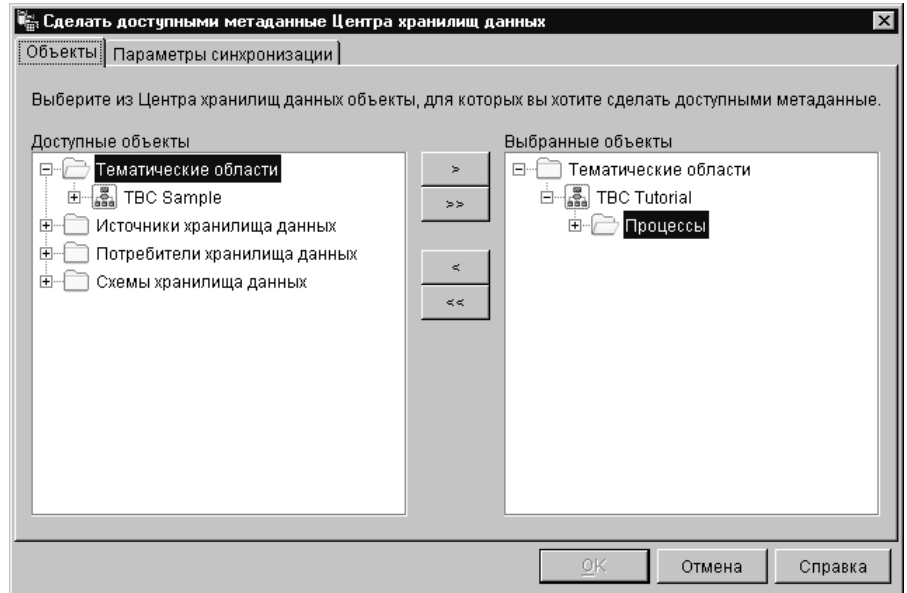 Сделать доступными метаданные Центра хранилищ данных
Объекты Параметры синхронизации
Выберите из Центра хранилищ данных объекты, для которых вы хотите сделать доступными метаданные.
Доступные объекты
Тематические области
TBC Sample
Источники хранилища данных
Потребители хранилища данных
Схемы хранилища данных
>
>>
<
<<
Выбранные объекты
Тематические области
TBC Tutorial
Процессы
OK Отмена Справка